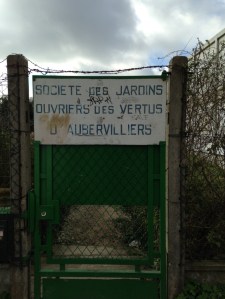 SOCIETE DES JARDINS
OUVRIERS DES VERTUS
D'AUBERVILLIERS